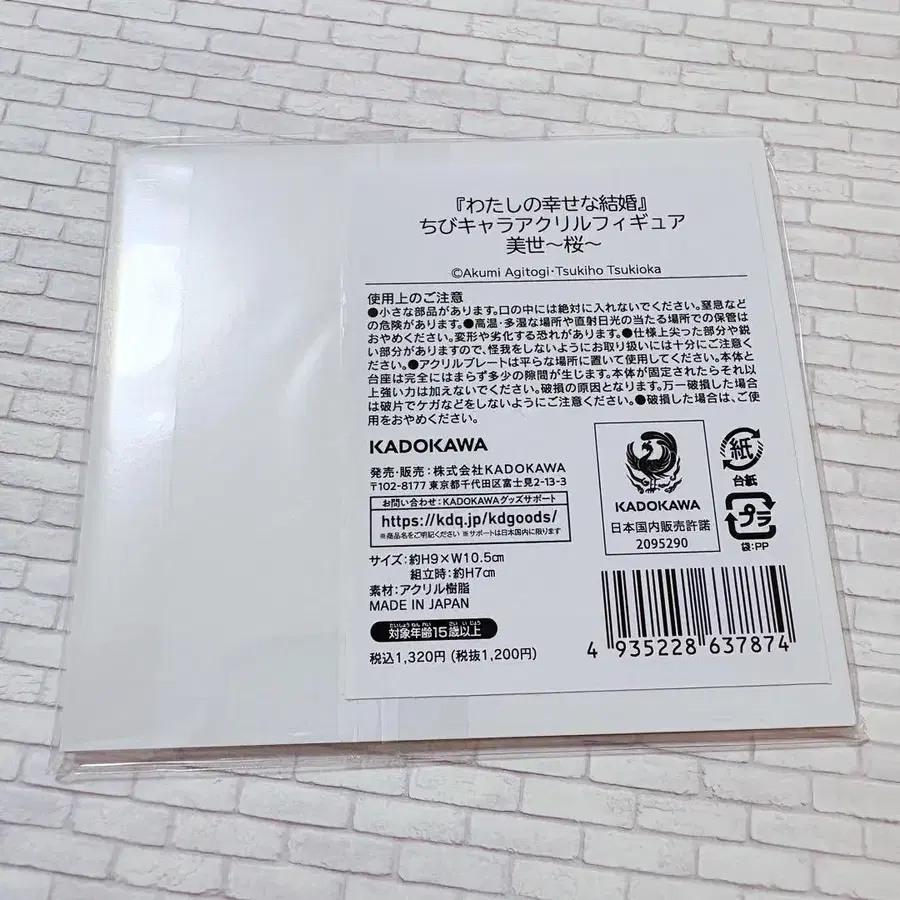 『わたしの幸せな結婚』
ちびキャラアクリルフィギュア
美世〜桜〜
©Akumi Agitogi・Tsukiho Tsukioka
使用上のご注意
●小さな部品があります。口の中には絶対に入れないでください。窒息など
の危険があります。●高温・多湿な場所や直射日光の当たる場所での保管は
おやめください。変形や劣化する恐れがあります。●仕様上尖った部分や鋭
い部分がありますので、怪我をしないようにお取り扱いには十分にご注意く
ださい。●アクリルプレートは平らな場所に置いて使用してください。本体と
台座は完全にはまらず多少の隙間が生じます。本体が固定されたらそれ以
上強い力は加えないでください。破損の原因となります。万一破損した場合
は破片でケガなどをしないようにご注意ください。●破損した場合は、ご使
用をおやめください。
KADOKAWA
発売・販売：株式会社KADOKAWA
〒102-8177 東京都千代田区富士見2-13-3
お問い合わせ：KADOKAWAグッズサポート
https://kdq.jp/kdgoods/
※商品名をご明記ください ※サポートは日本国内に限ります
サイズ：約H9×W10.5㎝
組立時：約H7㎝
素材：アクリル樹脂
MADE IN JAPAN
たいしょうねんれい さいいじょう
対象年齢15歳以上
税込1,320円（税抜1,200円）
KADOKAWA
日本国内販売許諾
2095290
紙
台紙
プラ
袋：PP
4 935228 637874